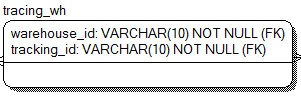 tracing_wh
warehouse_id: VARCHAR(10) NOT NULL (FK)
tracking_id: VARCHAR(10) NOT NULL (FK)